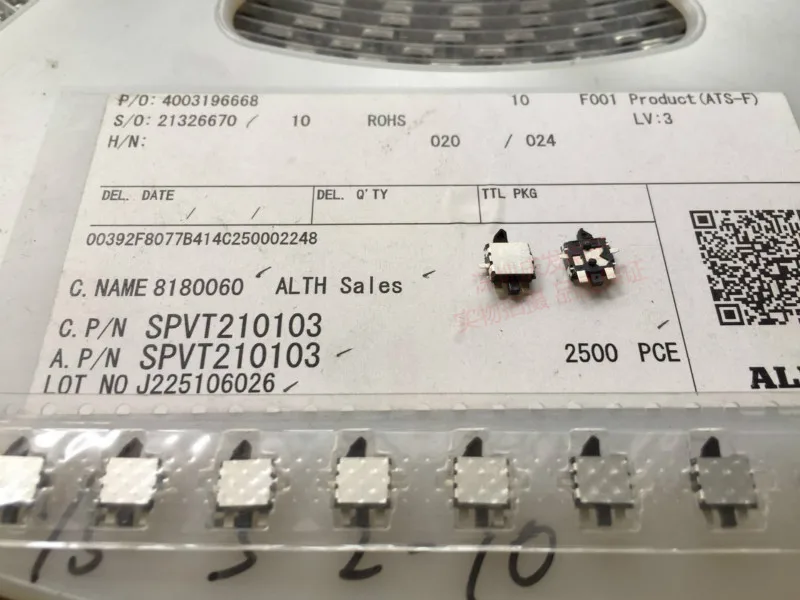 P/O: 4003196668 10 F001 Product(ATS-F)
S/O: 21326670 / 10 ROHS LV:3
H/N: 020 / 024
DEL. DATE DEL. Q'TY TTL PKG
/ /
00392F8077B414C250002248
C. NAME 8180060 ALTH Sales
C. P/N SPVT210103
A. P/N SPVT210103 2500 PCE
LOT NO J225106026
AL